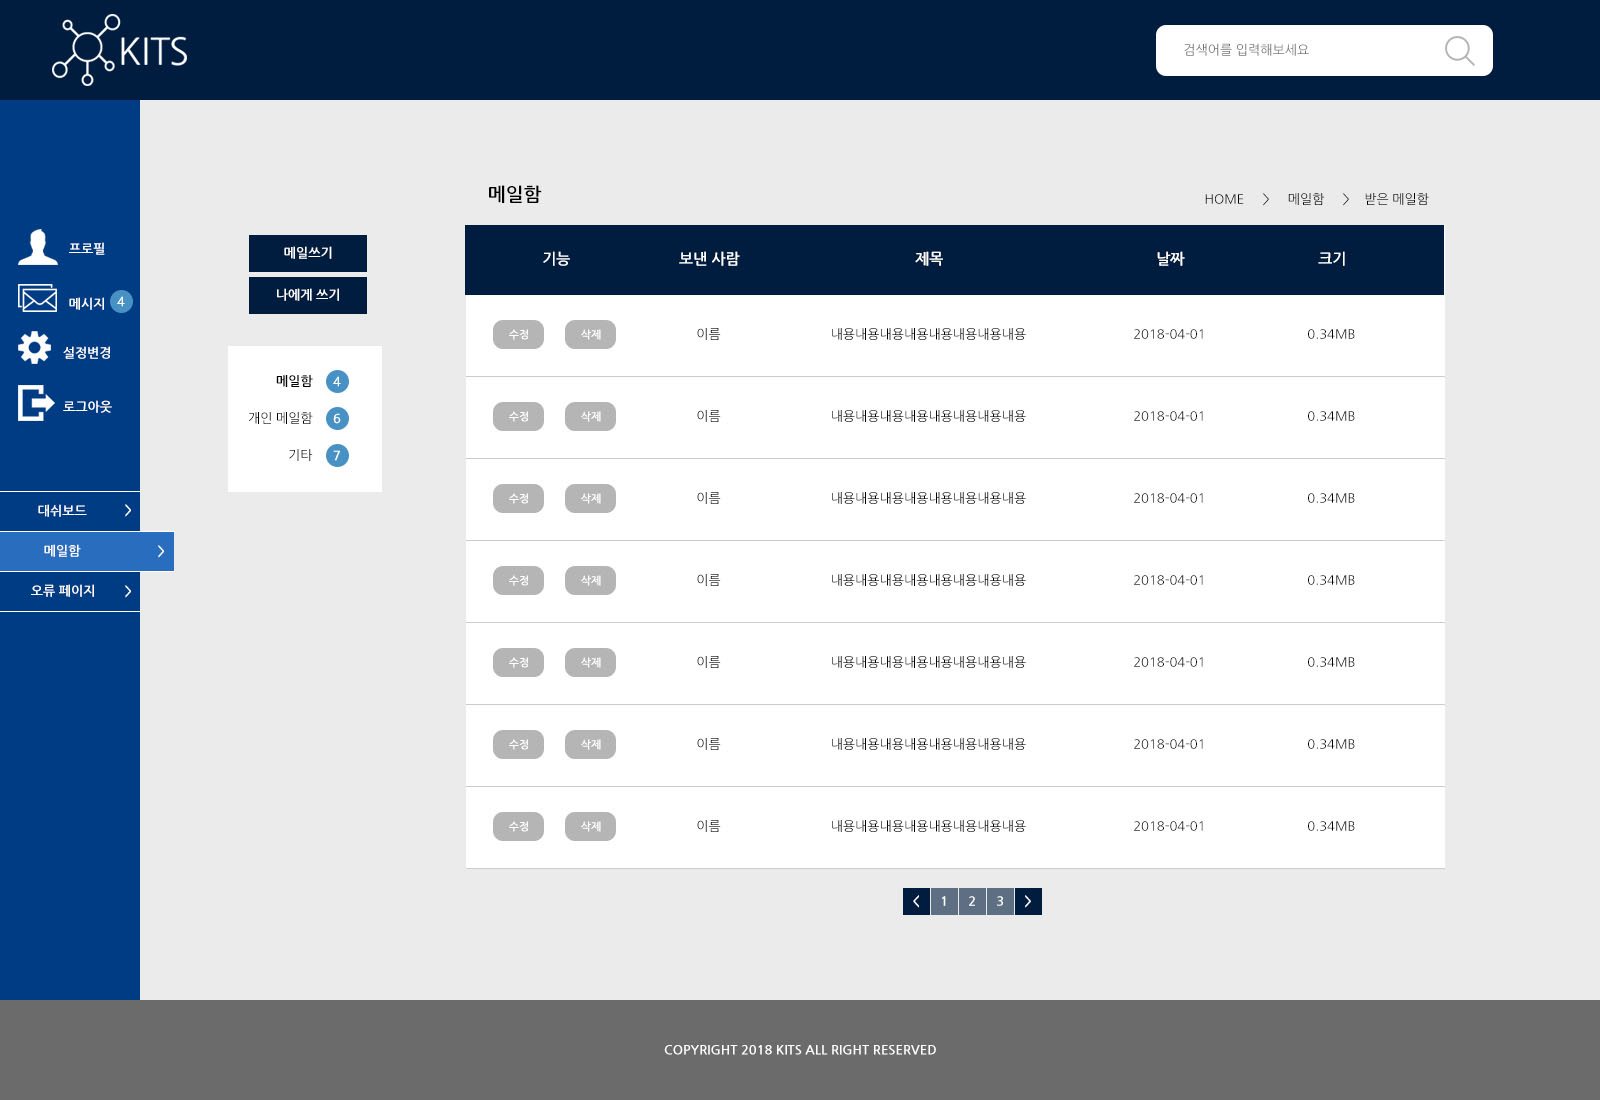 KITS
검색어를 입력해보세요
프로필
메시지 4
설정변경
로그아웃
대쉬보드
메일함
오류 페이지
메일쓰기
나에게 쓰기
메일함 4
개인 메일함 6
기타 7
메일함
HOME > 메일함 > 받은 메일함
기능 보낸 사람 제목 날짜 크기
수정 삭제 이름 내용내용내용내용내용내용내용내용 2018-04-01 0.34MB
수정 삭제 이름 내용내용내용내용내용내용내용내용 2018-04-01 0.34MB
수정 삭제 이름 내용내용내용내용내용내용내용내용 2018-04-01 0.34MB
수정 삭제 이름 내용내용내용내용내용내용내용내용 2018-04-01 0.34MB
수정 삭제 이름 내용내용내용내용내용내용내용내용 2018-04-01 0.34MB
수정 삭제 이름 내용내용내용내용내용내용내용내용 2018-04-01 0.34MB
수정 삭제 이름 내용내용내용내용내용내용내용내용 2018-04-01 0.34MB
< 1 2 3 >
COPYRIGHT 2018 KITS ALL RIGHT RESERVED